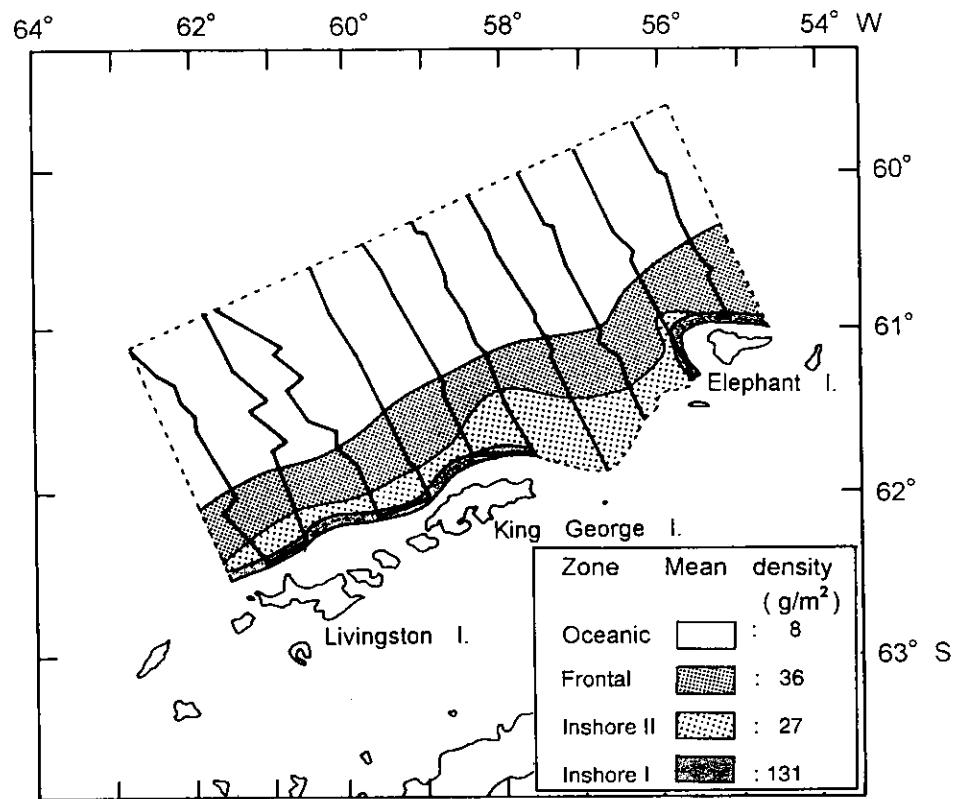 64° 62° 60° 58° 56° W
60°
61°
Elephant I.
62°
King George I.
Livingston I.
63° S
Zone Mean density
( g/m²)
Oceanic : 8
Frontal : 36
Inshore II : 27
Inshore I : 131